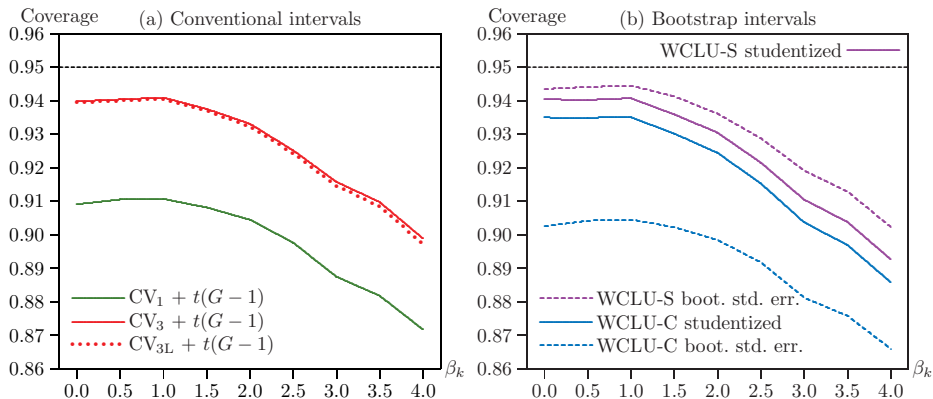 Coverage (a) Conventional intervals
0.96
0.95
0.94
0.93
0.92
0.91
0.90
0.89
0.88
0.87
0.86
CV₁ + t(G − 1)
CV₃ + t(G − 1)
CV₃L + t(G − 1)
0.0 0.5 1.0 1.5 2.0 2.5 3.0 3.5 4.0
βk
Coverage (b) Bootstrap intervals
0.96
0.95
0.94
0.93
0.92
0.91
0.90
0.89
0.88
0.87
0.86
WCLU-S studentized
WCLU-S boot. std. err.
WCLU-C studentized
WCLU-C boot. std. err.
0.0 0.5 1.0 1.5 2.0 2.5 3.0 3.5 4.0
βk